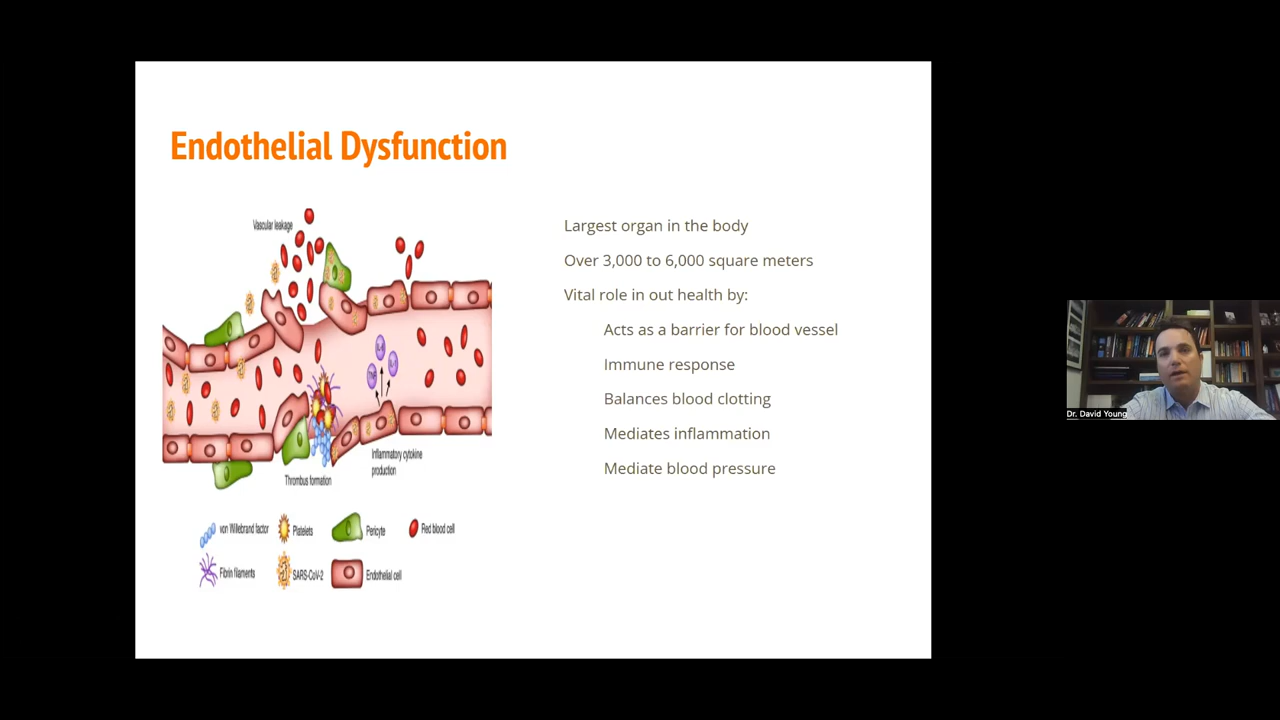 Endothelial Dysfunction
Vascular leakage
Inflammatory cytokine
production
Thrombus formation
von Willebrand factor
Platelets
Pericyte
Red blood cell
Fibrin filaments
SARS-CoV-2
Endothelial cell
Largest organ in the body
Over 3,000 to 6,000 square meters
Vital role in out health by:
Acts as a barrier for blood vessel
Immune response
Balances blood clotting
Mediates inflammation
Mediate blood pressure
Dr. David Young